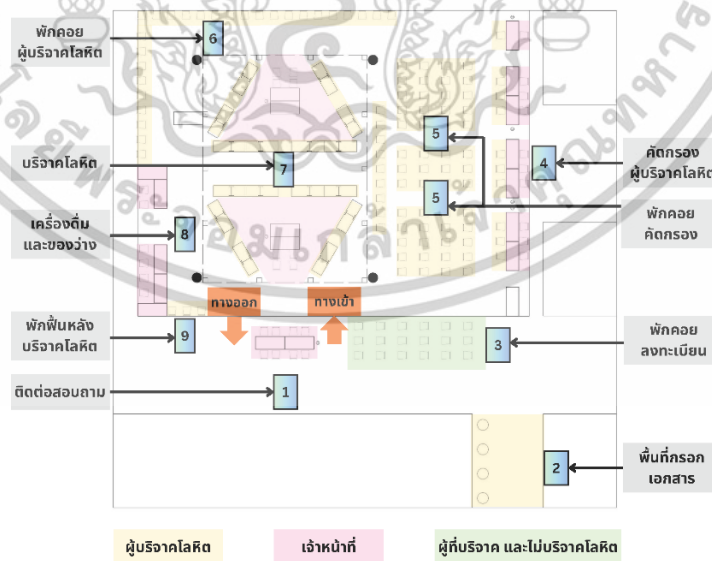 พักคอย
ผู้บริจาคโลหิต
6
บริจาคโลหิต
7
5
5
4
คัดกรอง
ผู้บริจาคโลหิต
พักคอย
คัดกรอง
เครื่องดื่ม
และของว่าง
8
ทางออก
ทางเข้า
พักฟื้นหลัง
บริจาคโลหิต
9
3
พักคอย
ลงทะเบียน
ติดต่อสอบถาม
1
2
พื้นที่กรอก
เอกสาร
ผู้บริจาคโลหิต
เจ้าหน้าที่
ผู้ที่บริจาค และไม่บริจาคโลหิต